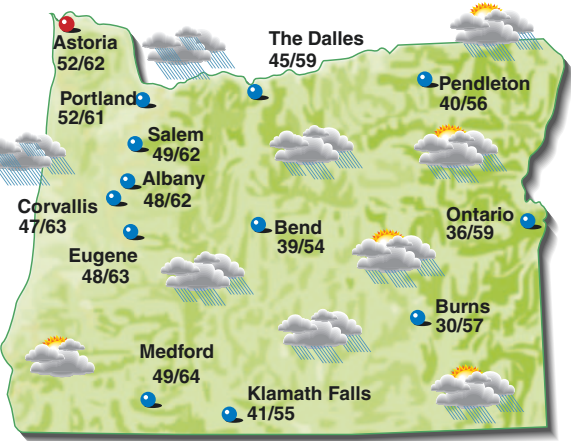 Astoria
52/62
The Dalles
45/59
Portland
52/61
Pendleton
40/56
Salem
49/62
Albany
48/62
Corvallis
47/63
Ontario
36/59
Bend
39/54
Eugene
48/63
Burns
30/57
Medford
49/64
Klamath Falls
41/55